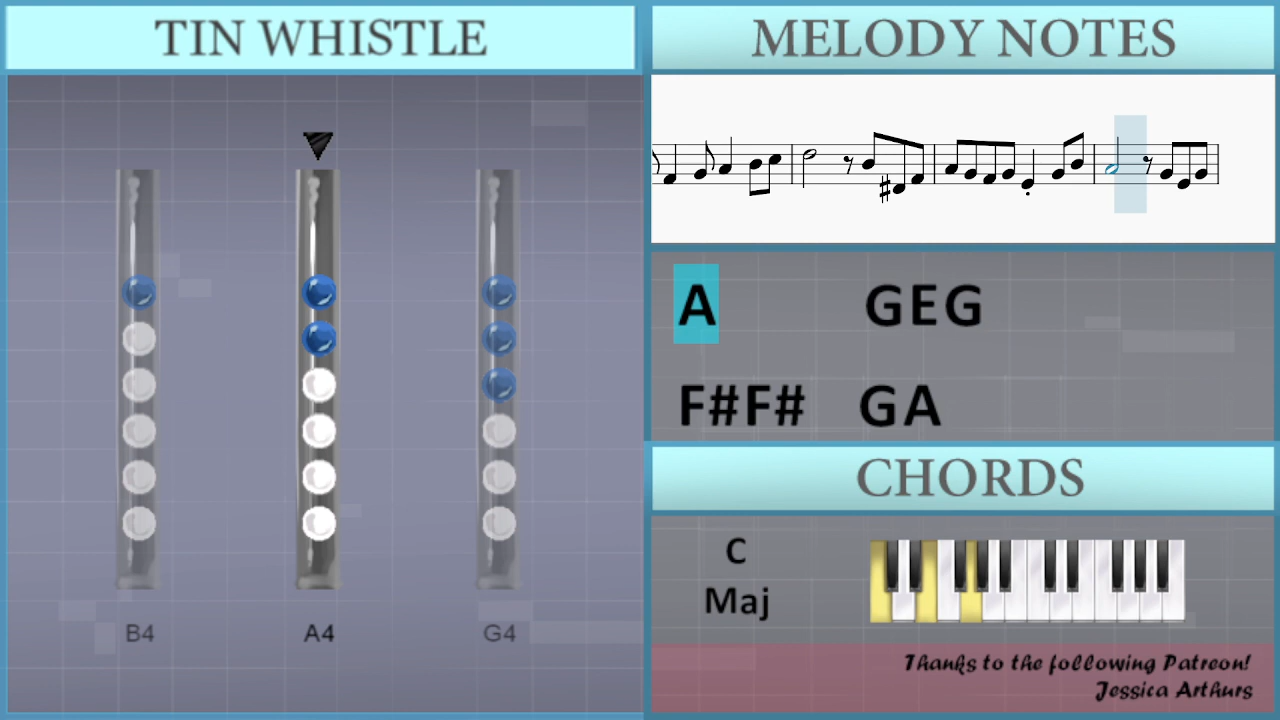 TIN WHISTLE
B4
A4
G4
MELODY NOTES
A GEG
F#F# GA
CHORDS
C
Maj
Thanks to the following Patreon!
Jessica Arthurs